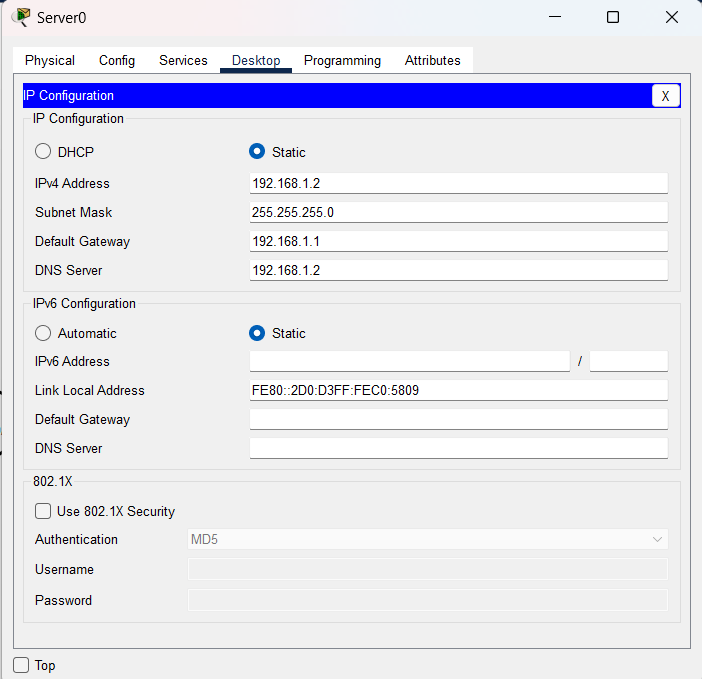 Server0
Physical Config Services Desktop Programming Attributes
IP Configuration X
IP Configuration
DHCP Static
IPv4 Address 192.168.1.2
Subnet Mask 255.255.255.0
Default Gateway 192.168.1.1
DNS Server 192.168.1.2
IPv6 Configuration
Automatic Static
IPv6 Address /
Link Local Address FE80::2D0:D3FF:FEC0:5809
Default Gateway
DNS Server
802.1X
Use 802.1X Security
Authentication MD5
Username
Password
Top